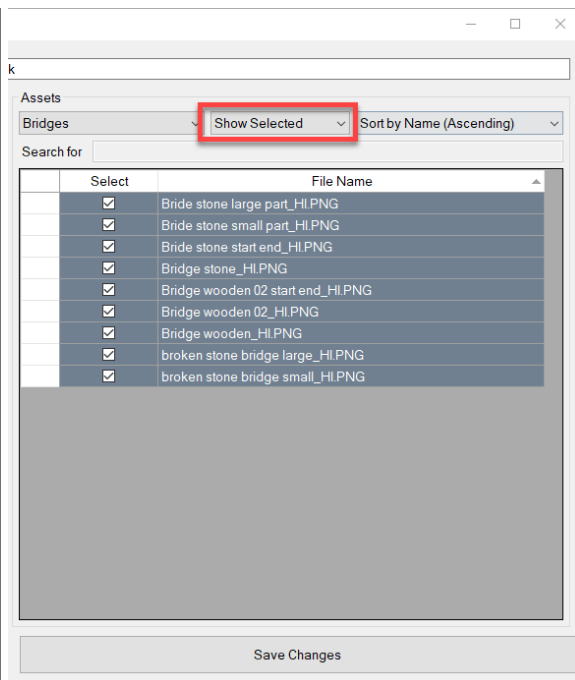 k
Assets
Bridges Show Selected Sort by Name (Ascending)
Search for
Select File Name
Bride stone large part_HI.PNG
Bride stone small part_HI.PNG
Bride stone start end_HI.PNG
Bridge stone_HI.PNG
Bridge wooden 02 start end_HI.PNG
Bridge wooden 02_HI.PNG
Bridge wooden_HI.PNG
broken stone bridge large_HI.PNG
broken stone bridge small_HI.PNG
Save Changes